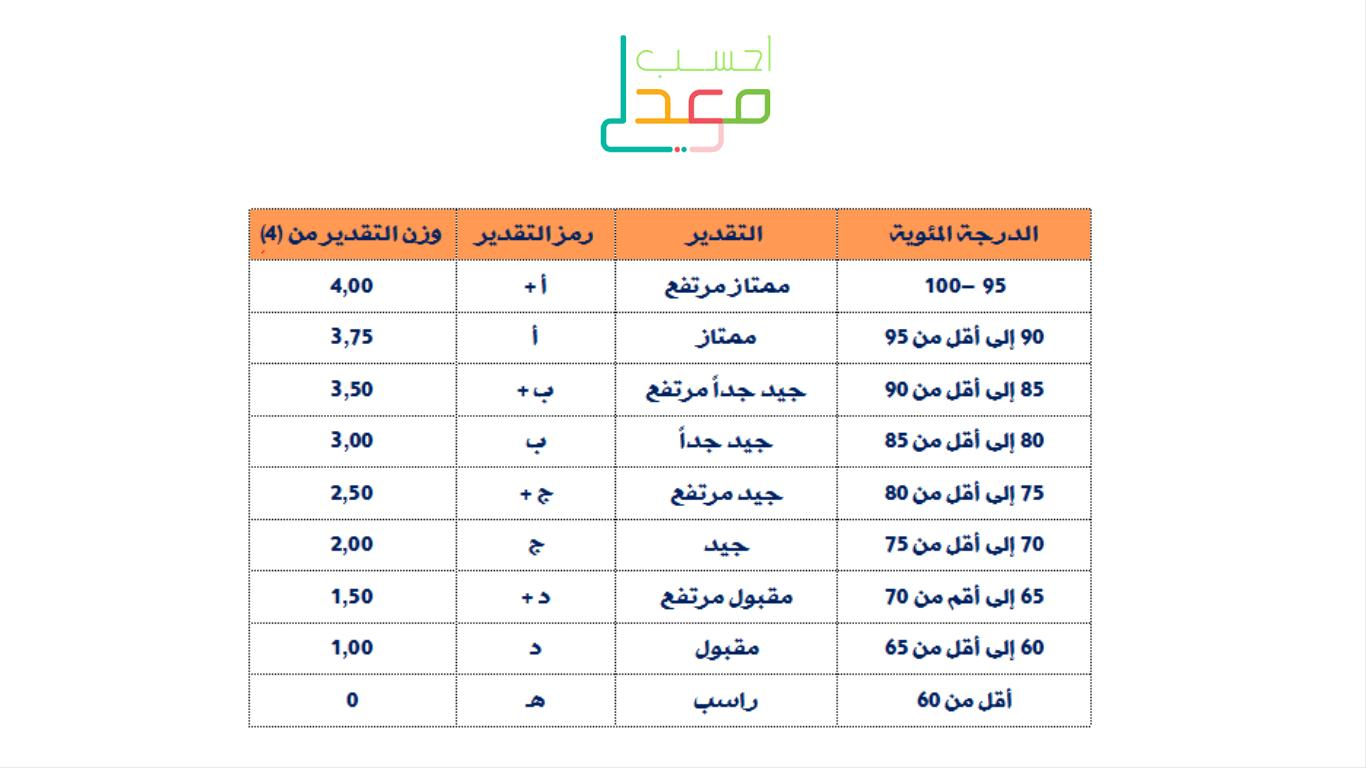 احسب
معدلي
الدرجة المئوية التقدير رمز التقدير وزن التقدير من (4)
95 –100 ممتاز مرتفع أ + 4,00
90 إلى أقل من 95 ممتاز أ 3,75
85 إلى أقل من 90 جيد جداً مرتفع ب + 3,50
80 إلى أقل من 85 جيد جداً ب 3,00
75 إلى أقل من 80 جيد مرتفع ج + 2,50
70 إلى أقل من 75 جيد ج 2,00
65 إلى أقم من 70 مقبول مرتفع د + 1,50
60 إلى أقل من 65 مقبول د 1,00
أقل من 60 راسب هـ 0